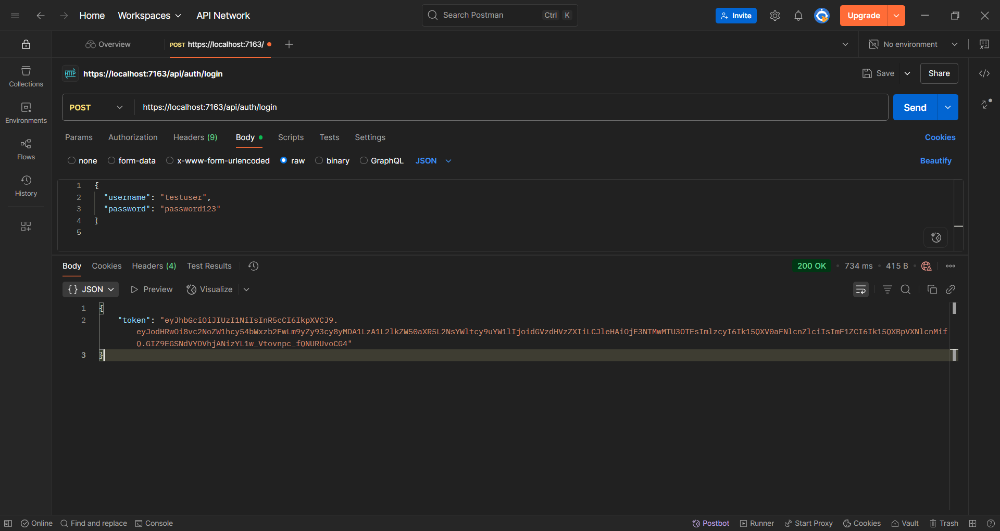 Home Workspaces API Network Search Postman Ctrl K Invite Upgrade
Overview POST https://localhost:7163/ No environment
HTTP https://localhost:7163/api/auth/login Save Share
Collections
POST https://localhost:7163/api/auth/login Send
Environments
Params Authorization Headers (9) Body Scripts Tests Settings Cookies
Flows
none form-data x-www-form-urlencoded raw binary GraphQL JSON Beautify
History
1 {
2 "username": "testuser",
3 "password": "password123"
4 }
5
Body Cookies Headers (4) Test Results 200 OK • 734 ms • 415 B •
{} JSON Preview Visualize
1 {
2 "token": "eyJhbGciOiJIUzI1NiIsInR5cCI6IkpXVCJ9.
eyJodHRwOi8vc2NoZW1hcy54bWxzb2FwLm9yZy93cy8yMDA1LzA1L2lkZW50aXR5L2NsYWltcy9uYW1lIjoidGVzdHVzZXIiLCJleHAiOjE3NTMwMTU3OTEsImlzcyI6Ik15QXV0aFNlcnZlciIsImF1ZCI6Ik15QXBpVXNlcnMif
Q.GIZ9EGSNdVYOVhjANizYL1w_Vtovnpc_fQNURUvoCG4"
3 }
Online Find and replace Console Postbot Runner Start Proxy Cookies Vault Trash